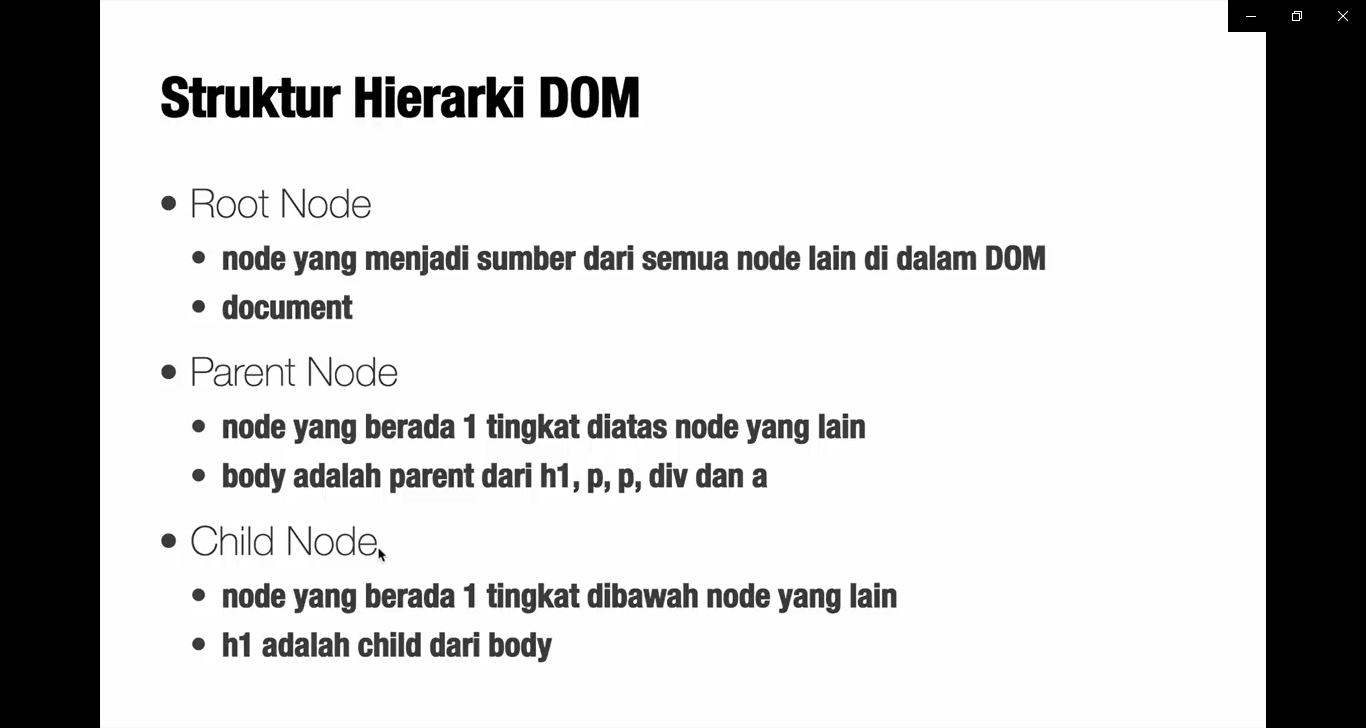 Struktur Hierarki DOM
• Root Node
• node yang menjadi sumber dari semua node lain di dalam DOM
• document
• Parent Node
• node yang berada 1 tingkat diatas node yang lain
• body adalah parent dari h1, p, p, div dan a
• Child Node
• node yang berada 1 tingkat dibawah node yang lain
• h1 adalah child dari body